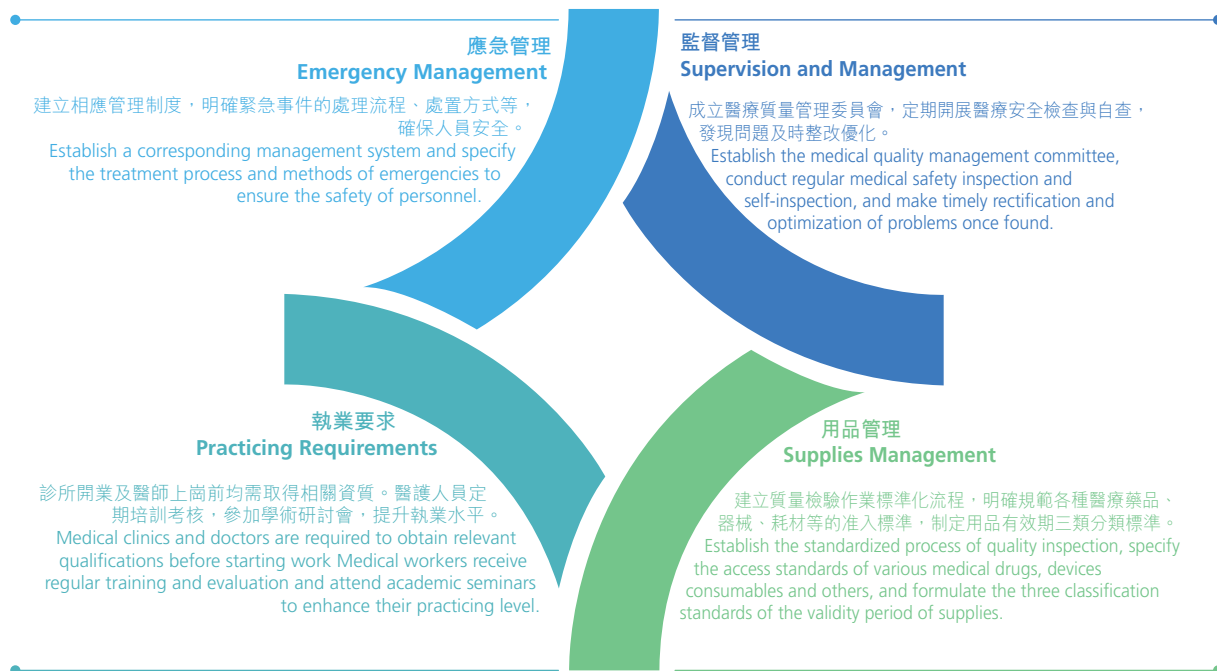 應急管理
Emergency Management
建立相應管理制度，明確緊急事件的處理流程、處置方式等，
確保人員安全。
Establish a corresponding management system and specify
the treatment process and methods of emergencies to
ensure the safety of personnel.
監督管理
Supervision and Management
成立醫療質量管理委員會，定期開展醫療安全檢查與自查，
發現問題及時整改優化。
Establish the medical quality management committee,
conduct regular medical safety inspection and
self-inspection, and make timely rectification and
optimization of problems once found.
執業要求
Practicing Requirements
診所開業及醫師上崗前均需取得相關資質。醫護人員定
期培訓考核，參加學術研討會，提升執業水平。
Medical clinics and doctors are required to obtain relevant
qualifications before starting work Medical workers receive
regular training and evaluation and attend academic seminars
to enhance their practicing level.
用品管理
Supplies Management
建立質量檢驗作業標準化流程，明確規範各種醫療藥品、
器械、耗材等的准入標準，制定用品有效期三類分類標準。
Establish the standardized process of quality inspection, specify
the access standards of various medical drugs, devices
consumables and others, and formulate the three classification
standards of the validity period of supplies.